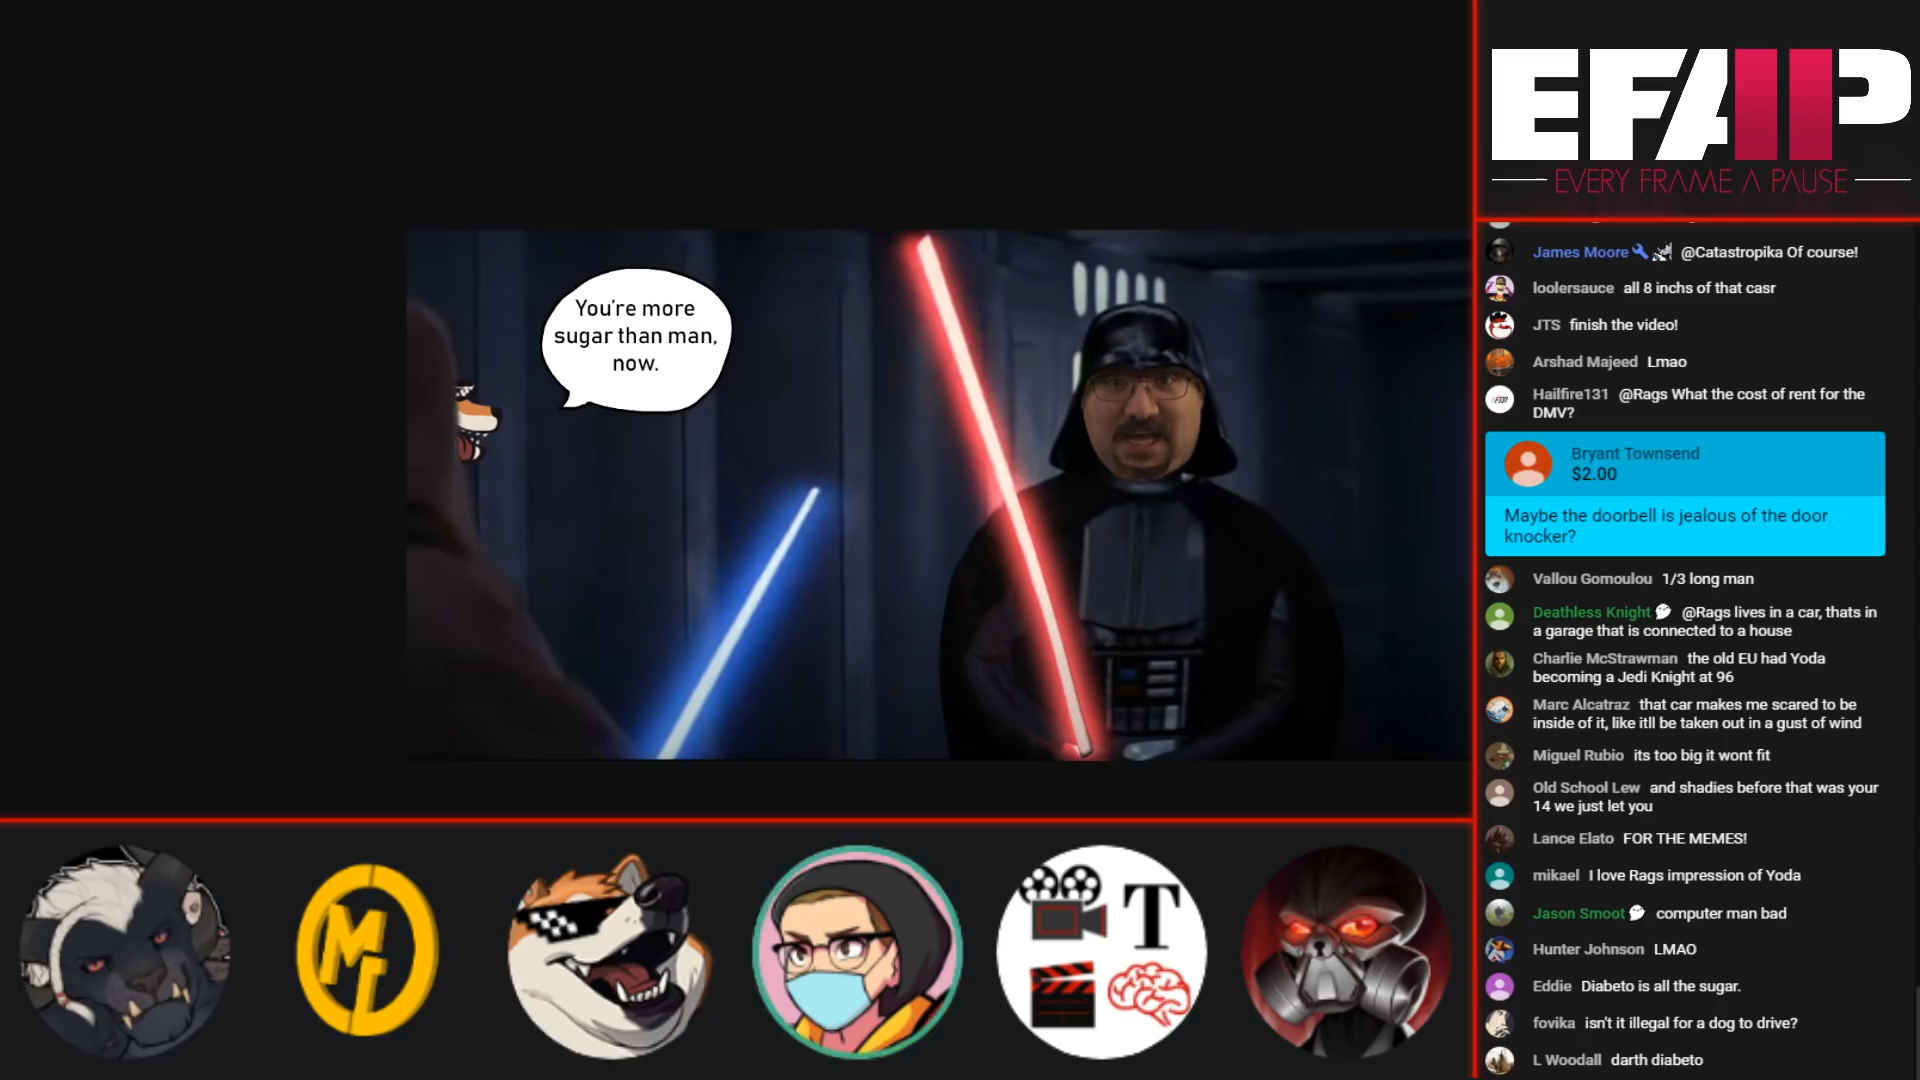 EFAP
EVERY FRAME A PAUSE
You're more
sugar than man,
now.
James Moore @Catastropika Of course!
loolersauce all 8 inchs of that casr
JTS finish the video!
Arshad Majeed Lmao
Hailfire131 @Rags What the cost of rent for the
DMV?
Bryant Townsend
$2.00
Maybe the doorbell is jealous of the door
knocker?
Vallou Gomoulou 1/3 long man
Deathless Knight @Rags lives in a car, thats in
a garage that is connected to a house
Charlie McStrawman the old EU had Yoda
becoming a Jedi Knight at 96
Marc Alcatraz that car makes me scared to be
inside of it, like itll be taken out in a gust of wind
Miguel Rubio its too big it wont fit
Old School Lew and shadies before that was your
14 we just let you
Lance Elato FOR THE MEMES!
mikael I love Rags impression of Yoda
Jason Smoot computer man bad
Hunter Johnson LMAO
Eddie Diabeto is all the sugar.
fovika isn't it illegal for a dog to drive?
L Woodall darth diabeto
T